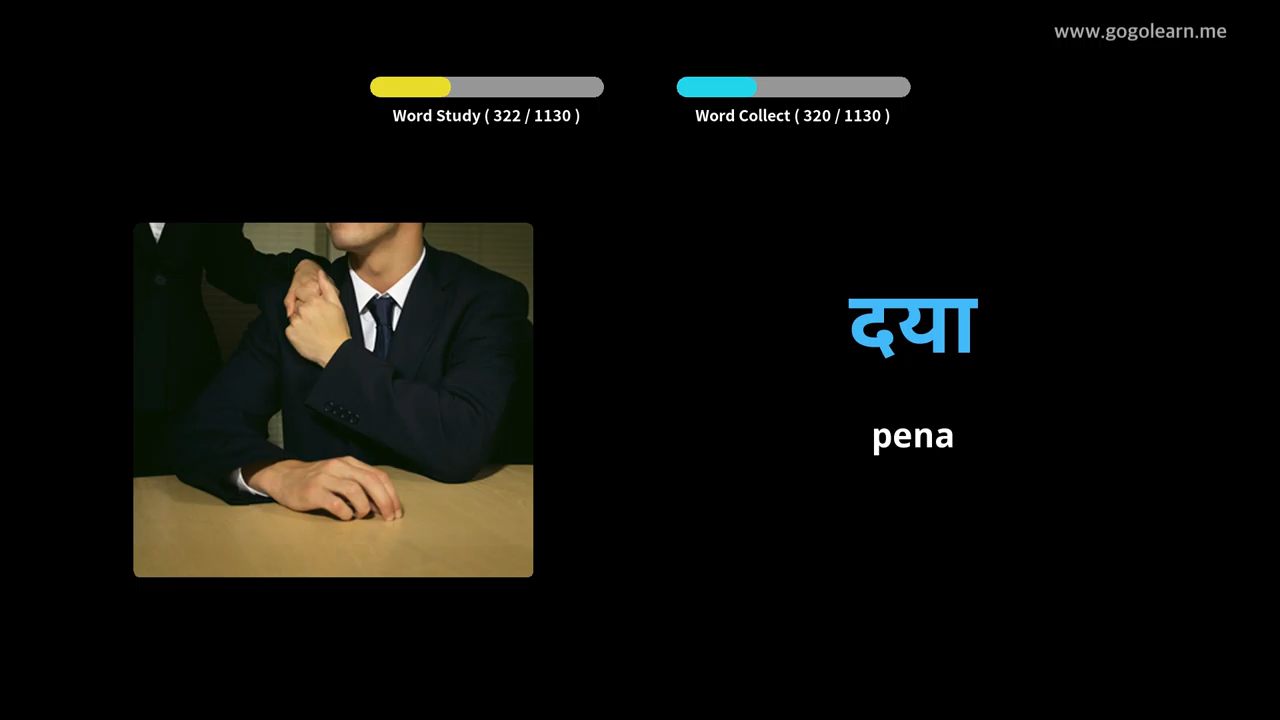 www.gogolearn.me
Word Study ( 322 / 1130 )
Word Collect ( 320 / 1130 )
दया
pena